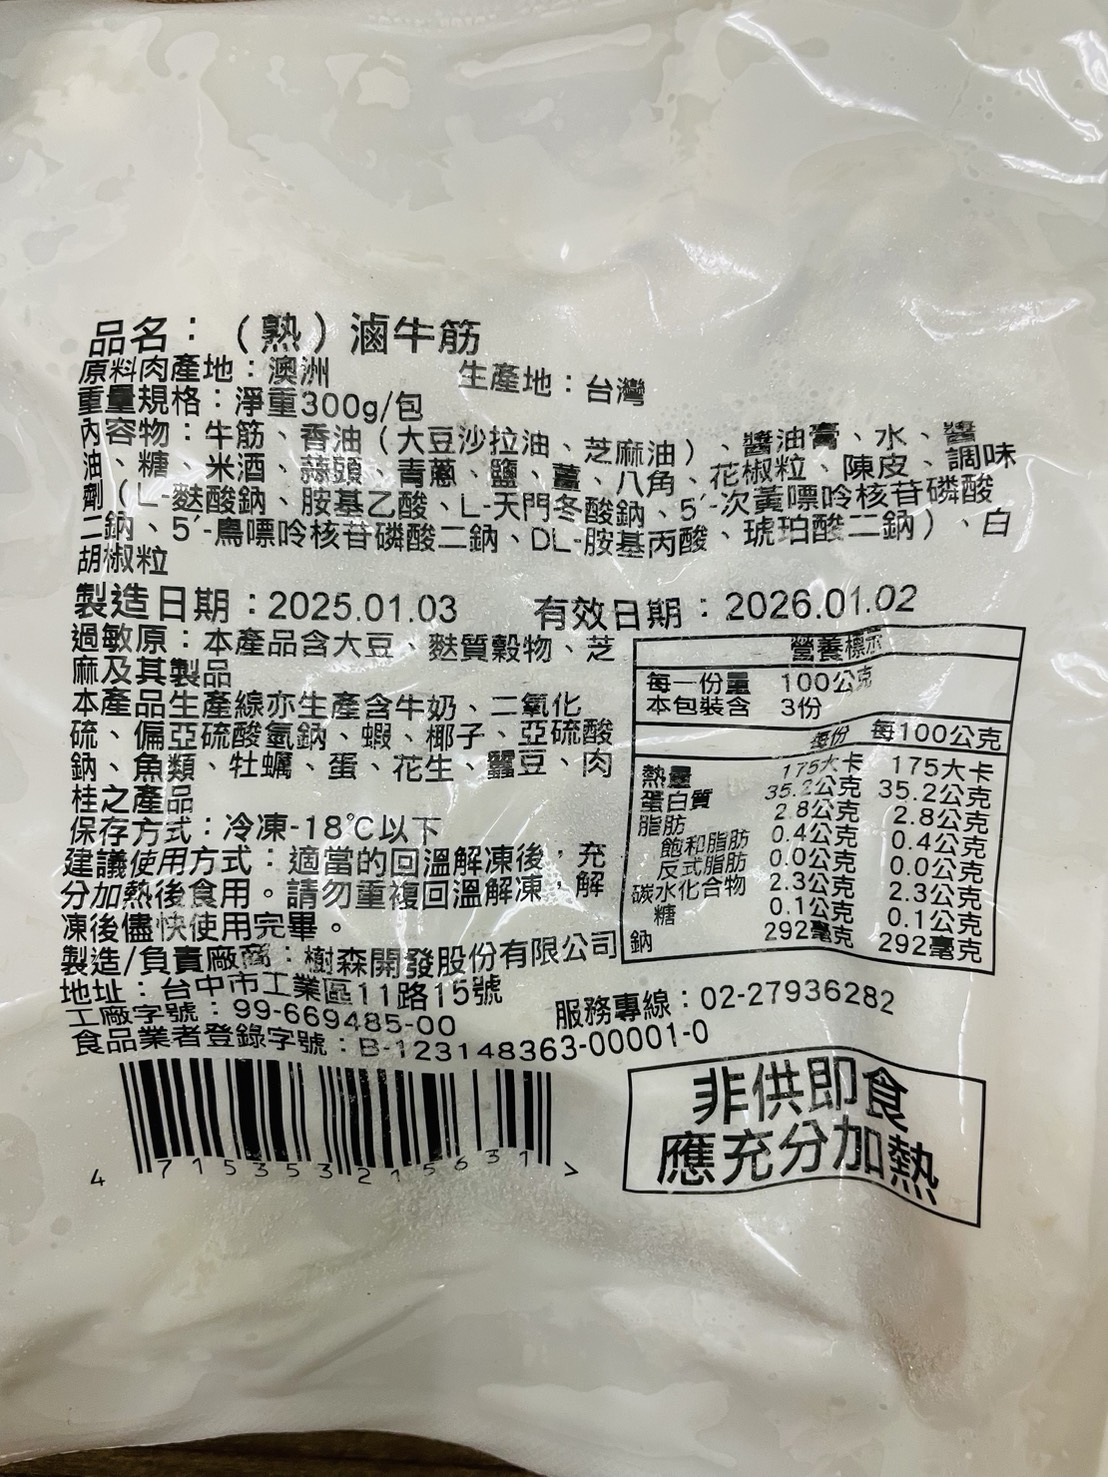 品名：（熟）滷牛筋
原料肉產地：澳洲 生產地：台灣
重量規格：淨重300g/包
內容物：牛筋、香油（大豆沙拉油、芝麻油）、醬油膏、水、醬
油、糖、米酒、蒜頭、青蔥、鹽、薑、八角、花椒粒、陳皮、調味
劑（L-麩酸鈉、胺基乙酸、L-天門冬酸鈉、5´-次黃嘌呤核苷磷酸
二鈉、5´-鳥嘌呤核苷磷酸二鈉、DL-胺基丙酸、琥珀酸二鈉）、白
胡椒粒
製造日期：2025.01.03 有效日期：2026.01.02
過敏原：本產品含大豆、麩質穀物、芝
麻及其製品
本產品生產線亦生產含牛奶、二氧化
硫、偏亞硫酸氫鈉、蝦、椰子、亞硫酸
鈉、魚類、牡蠣、蛋、花生、蠶豆、肉
桂之產品
保存方式：冷凍-18℃以下
建議使用方式：適當的回溫解凍後，充
分加熱後食用。請勿重複回溫解凍，解
凍後儘快使用完畢。
營養標示
每一份量 100公克
本包裝含 3份
每份 每100公克
熱量 175大卡 175大卡
蛋白質 35.2公克 35.2公克
脂肪 2.8公克 2.8公克
飽和脂肪 0.4公克 0.4公克
反式脂肪 0.0公克 0.0公克
碳水化合物 2.3公克 2.3公克
糖 0.1公克 0.1公克
鈉 292毫克 292毫克
製造/負責廠商：樹森開發股份有限公司
地址：台中市工業區11路15號
工廠字號：99-669485-00 服務專線：02-27936282
食品業者登錄字號：B-123148363-00001-0
4 715353 215631 >
非供即食
應充分加熱